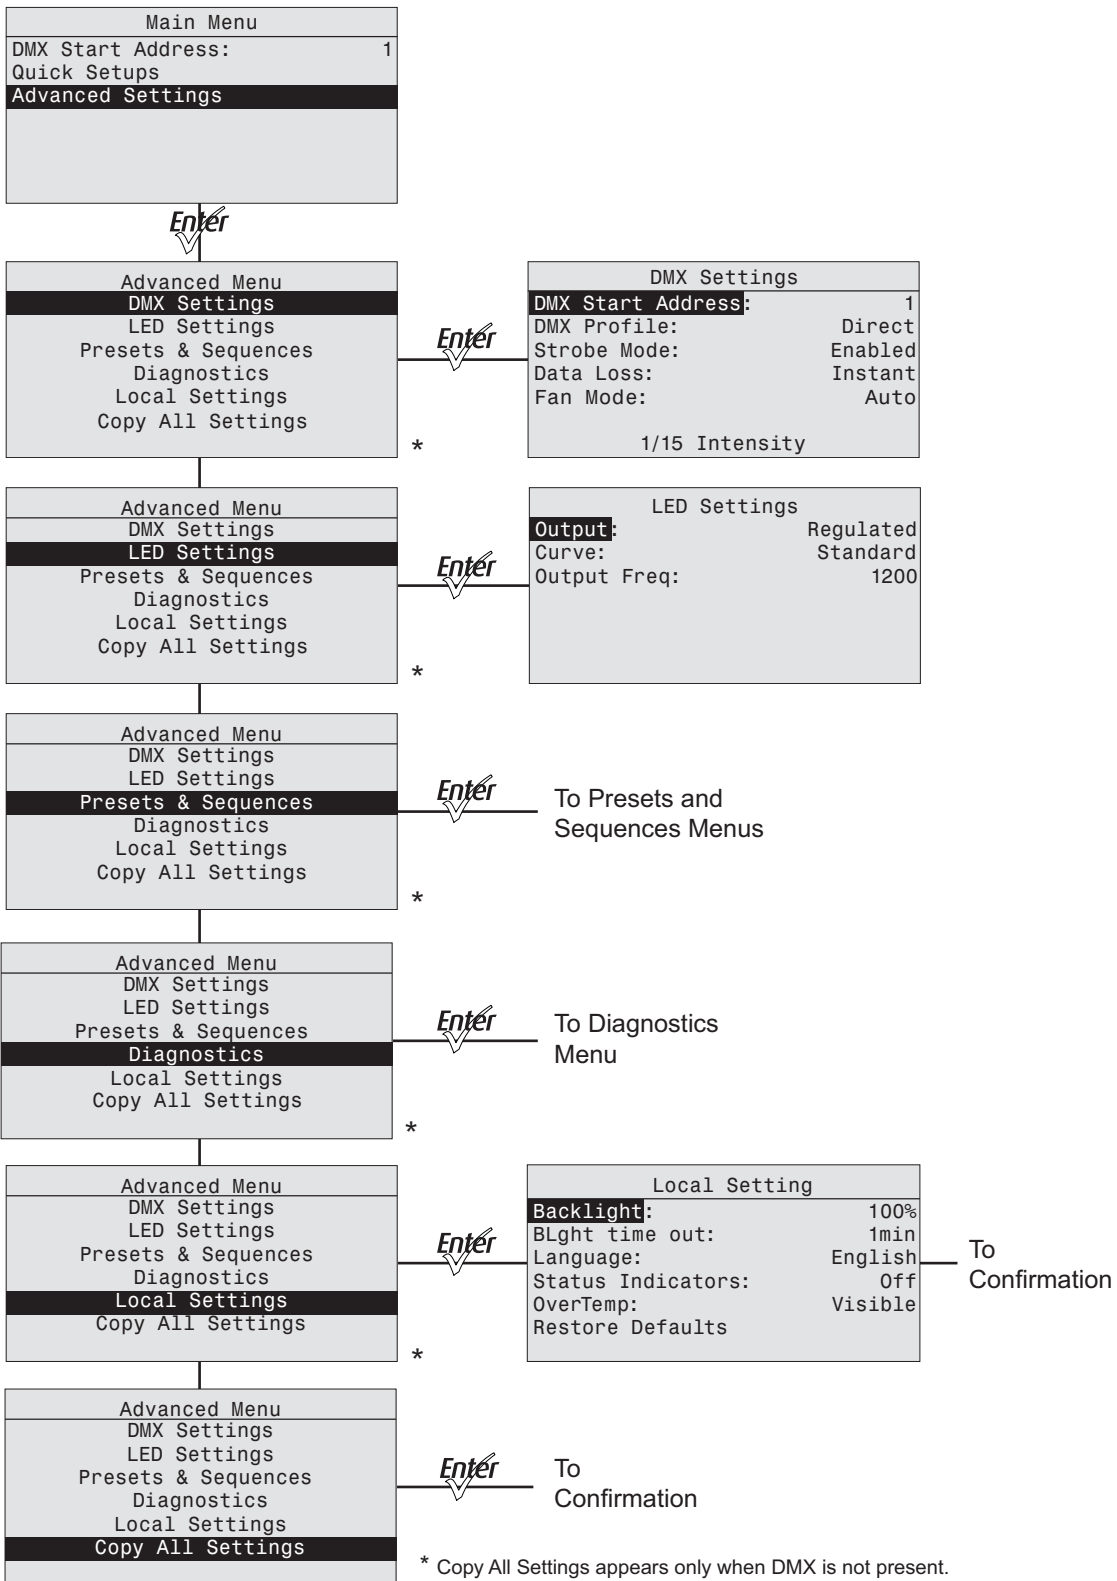 Main Menu
DMX Start Address: 1
Quick Setups
Advanced Settings
Enter
Advanced Menu
DMX Settings
LED Settings
Presets & Sequences
Diagnostics
Local Settings
Copy All Settings
*
Enter
DMX Settings
DMX Start Address: 1
DMX Profile: Direct
Strobe Mode: Enabled
Data Loss: Instant
Fan Mode: Auto
1/15 Intensity
Advanced Menu
DMX Settings
LED Settings
Presets & Sequences
Diagnostics
Local Settings
Copy All Settings
*
Enter
LED Settings
Output: Regulated
Curve: Standard
Output Freq: 1200
Advanced Menu
DMX Settings
LED Settings
Presets & Sequences
Diagnostics
Local Settings
Copy All Settings
*
Enter
To Presets and
Sequences Menus
Advanced Menu
DMX Settings
LED Settings
Presets & Sequences
Diagnostics
Local Settings
Copy All Settings
*
Enter
To Diagnostics
Menu
Advanced Menu
DMX Settings
LED Settings
Presets & Sequences
Diagnostics
Local Settings
Copy All Settings
*
Enter
Local Setting
Backlight: 100%
BLght time out: 1min
Language: English
Status Indicators: Off
OverTemp: Visible
Restore Defaults
To
Confirmation
Advanced Menu
DMX Settings
LED Settings
Presets & Sequences
Diagnostics
Local Settings
Copy All Settings
Enter
To
Confirmation
* Copy All Settings appears only when DMX is not present.